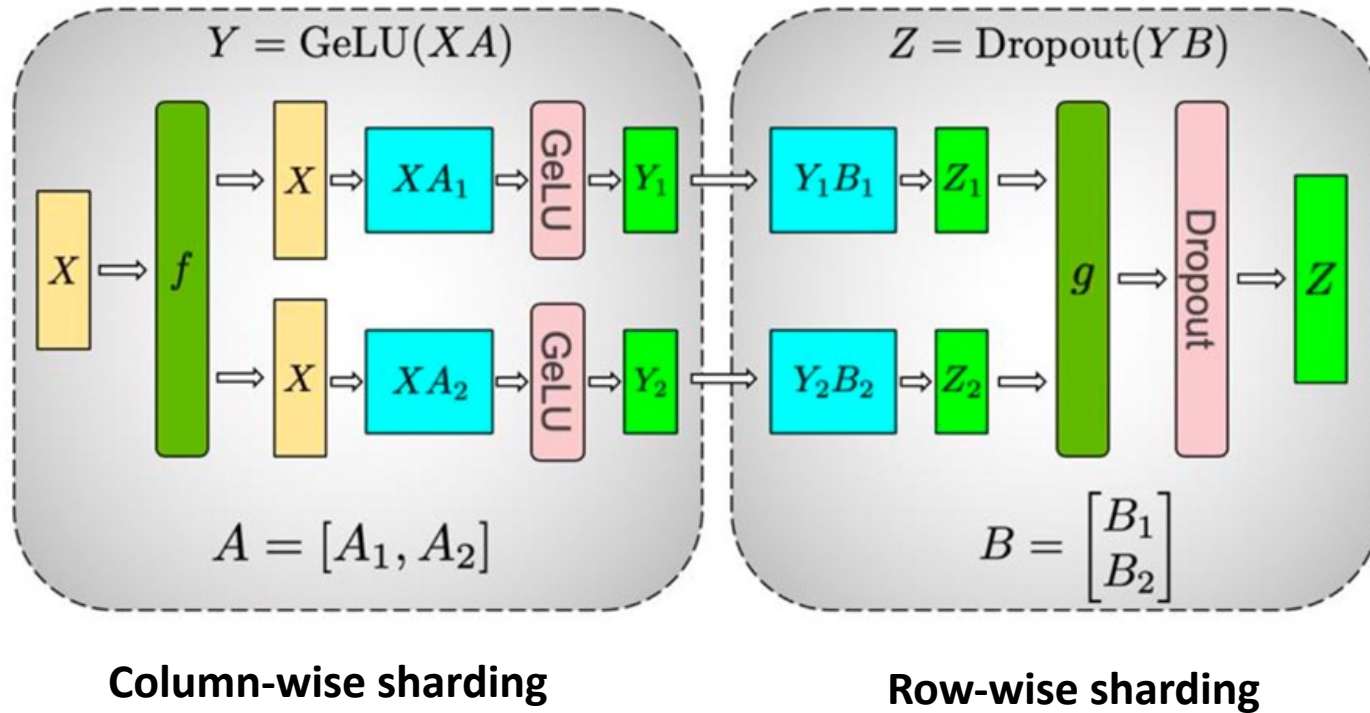 Y = GeLU(XA)
X
f
X
XA₁
GeLU
Y₁
X
XA₂
GeLU
Y₂
A = [A₁, A₂]
Column-wise sharding
Z = Dropout(YB)
Y₁B₁
Z₁
Y₂B₂
Z₂
g
Dropout
Z
B = [B₁
B₂]
Row-wise sharding